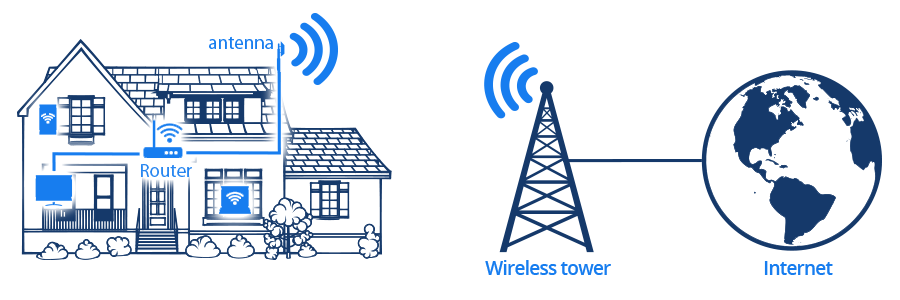 antenna
Router
Wireless tower
Internet